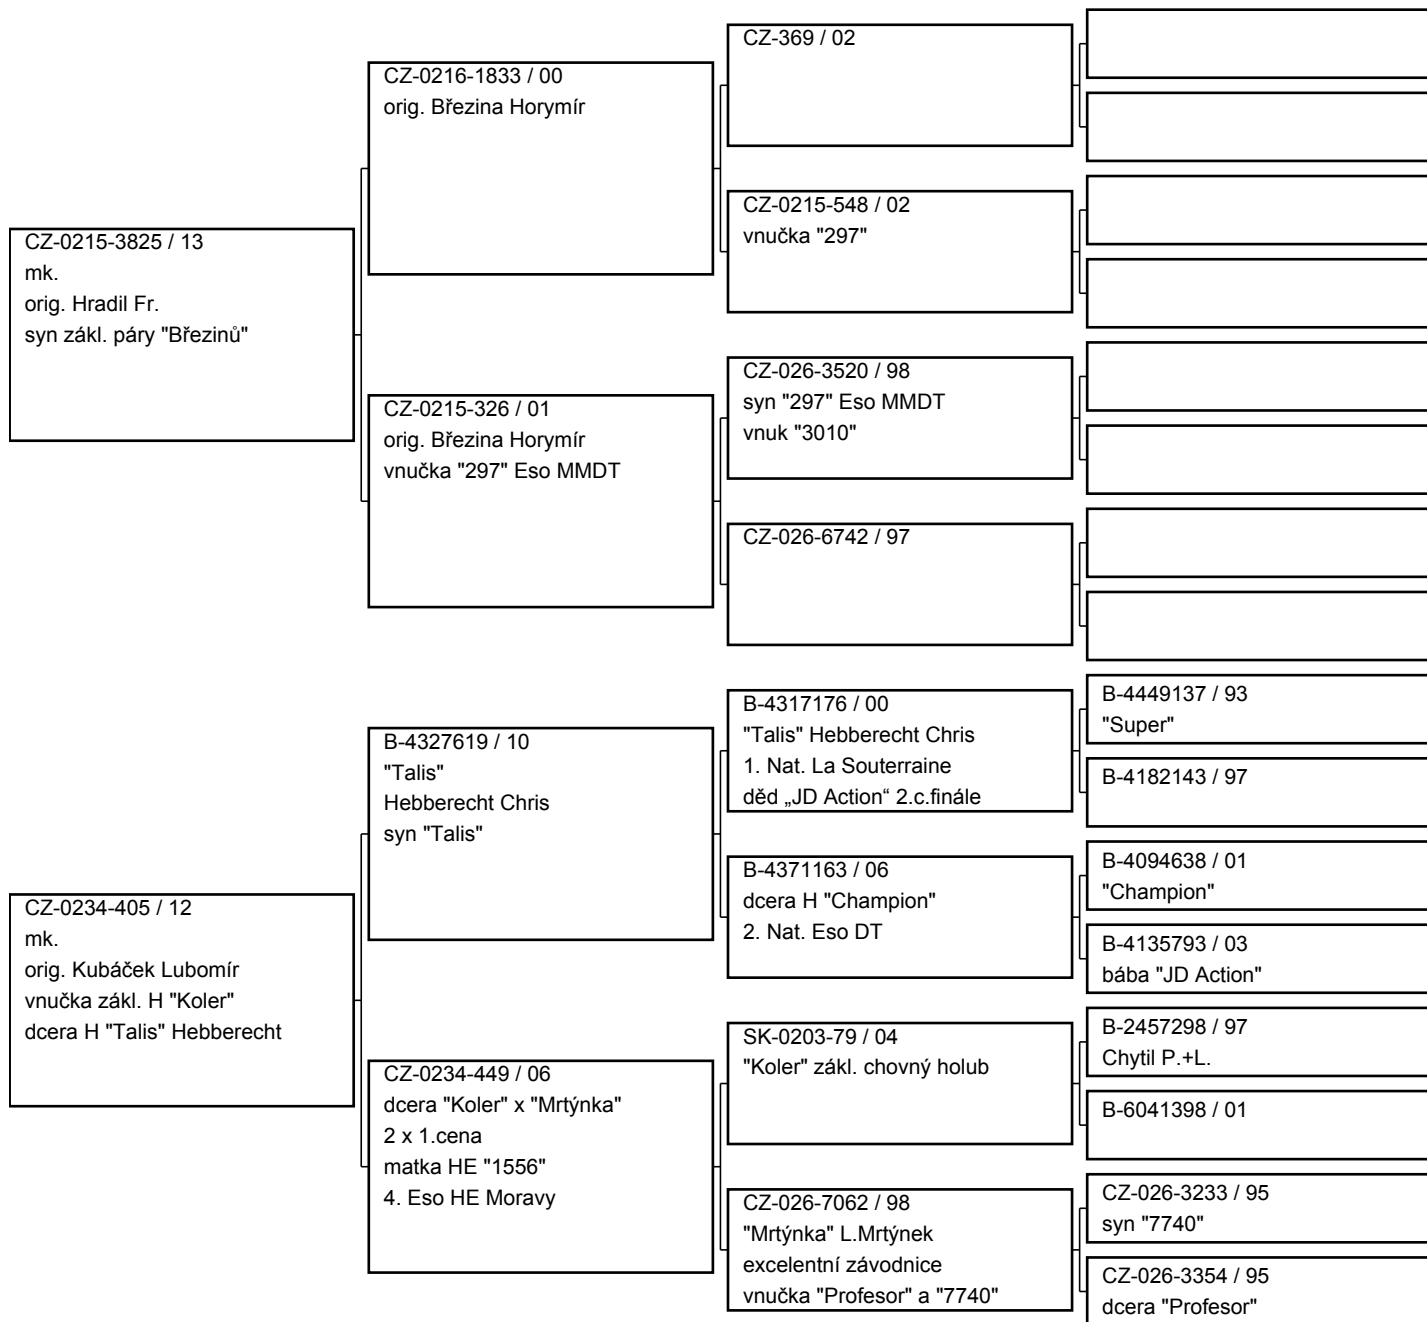 CZ-0215-3825 / 13
mk.
orig. Hradil Fr.
syn zákl. páry "Březinů"
CZ-0234-405 / 12
mk.
orig. Kubáček Lubomír
vnučka zákl. H "Koler"
dcera H "Talis" Hebberecht
CZ-0216-1833 / 00
orig. Březina Horymír
CZ-0215-326 / 01
orig. Březina Horymír
vnučka "297" Eso MMDT
B-4327619 / 10
"Talis"
Hebberecht Chris
syn "Talis"
CZ-0234-449 / 06
dcera "Koler" x "Mrtýnka"
2 x 1.cena
matka HE "1556"
4. Eso HE Moravy
CZ-369 / 02
CZ-0215-548 / 02
vnučka "297"
CZ-026-3520 / 98
syn "297" Eso MMDT
vnuk "3010"
CZ-026-6742 / 97
B-4317176 / 00
"Talis" Hebberecht Chris
1. Nat. La Souterraine
děd „JD Action“ 2.c.finále
B-4371163 / 06
dcera H "Champion"
2. Nat. Eso DT
SK-0203-79 / 04
"Koler" zákl. chovný holub
CZ-026-7062 / 98
"Mrtýnka" L.Mrtýnek
excelentní závodnice
vnučka "Profesor" a "7740"
B-4449137 / 93
"Super"
B-4182143 / 97
B-4094638 / 01
"Champion"
B-4135793 / 03
bába "JD Action"
B-2457298 / 97
Chytil P.+L.
B-6041398 / 01
CZ-026-3233 / 95
syn "7740"
CZ-026-3354 / 95
dcera "Profesor"